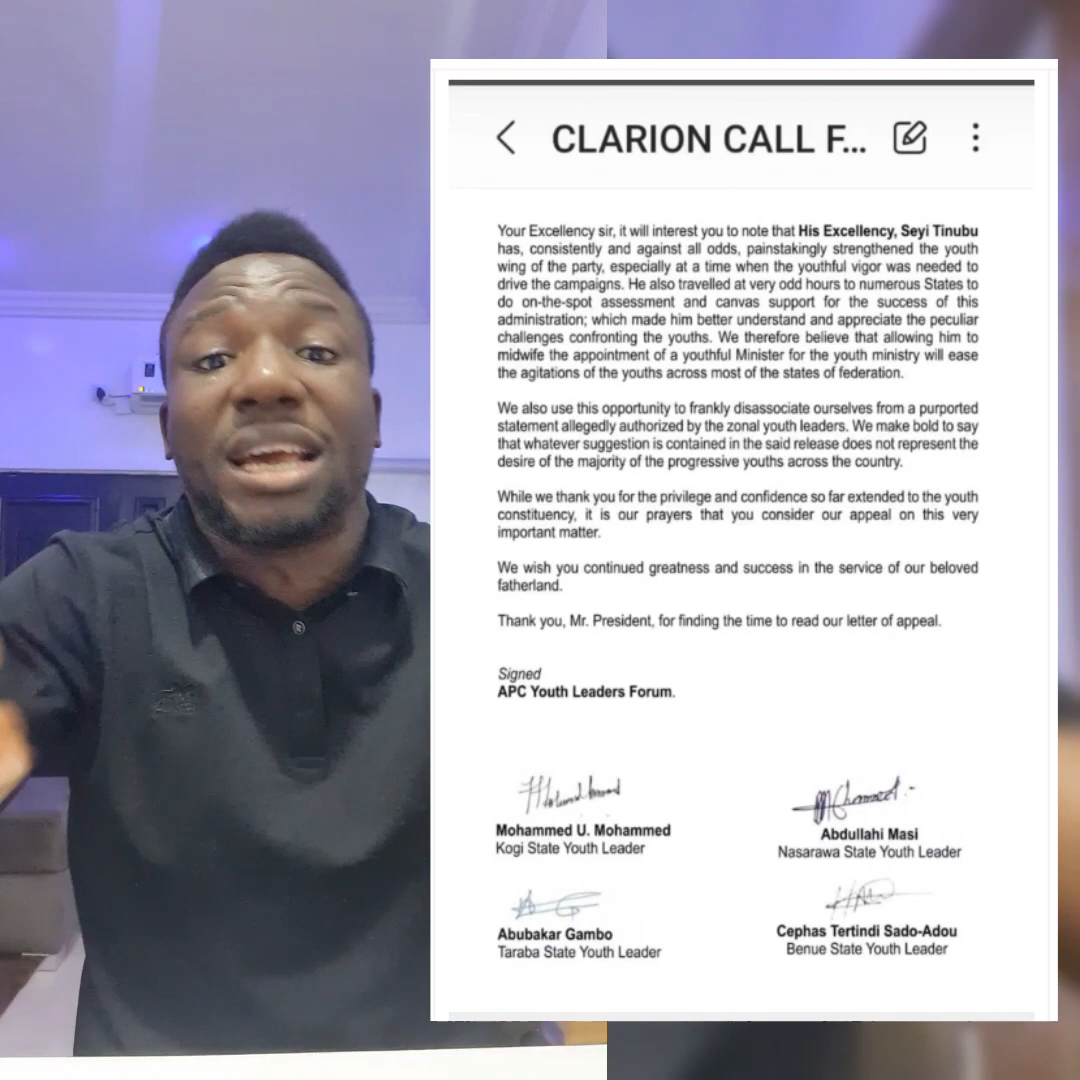 CLARION CALL F...
Your Excellency sir, it will interest you to note that His Excellency, Seyi Tinubu
has, consistently and against all odds, painstakingly strengthened the youth
wing of the party, especially at a time when the youthful vigor was needed to
drive the campaigns. He also travelled at very odd hours to numerous States to
do on-the-spot assessment and canvas support for the success of this
administration; which made him better understand and appreciate the peculiar
challenges confronting the youths. We therefore believe that allowing him to
midwife the appointment of a youthful Minister for the youth ministry will ease
the agitations of the youths across most of the states of federation.
We also use this opportunity to frankly disassociate ourselves from a purported
statement allegedly authorized by the zonal youth leaders. We make bold to say
that whatever suggestion is contained in the said release does not represent the
desire of the majority of the progressive youths across the country.
While we thank you for the privilege and confidence so far extended to the youth
constituency, it is our prayers that you consider our appeal on this very
important matter.
We wish you continued greatness and success in the service of our beloved
fatherland.
Thank you, Mr. President, for finding the time to read our letter of appeal.
Signed
APC Youth Leaders Forum.
Mohammed U. Mohammed
Kogi State Youth Leader
Abdullahi Masi
Nasarawa State Youth Leader
Abubakar Gambo
Taraba State Youth Leader
Cephas Tertindi Sado-Adou
Benue State Youth Leader